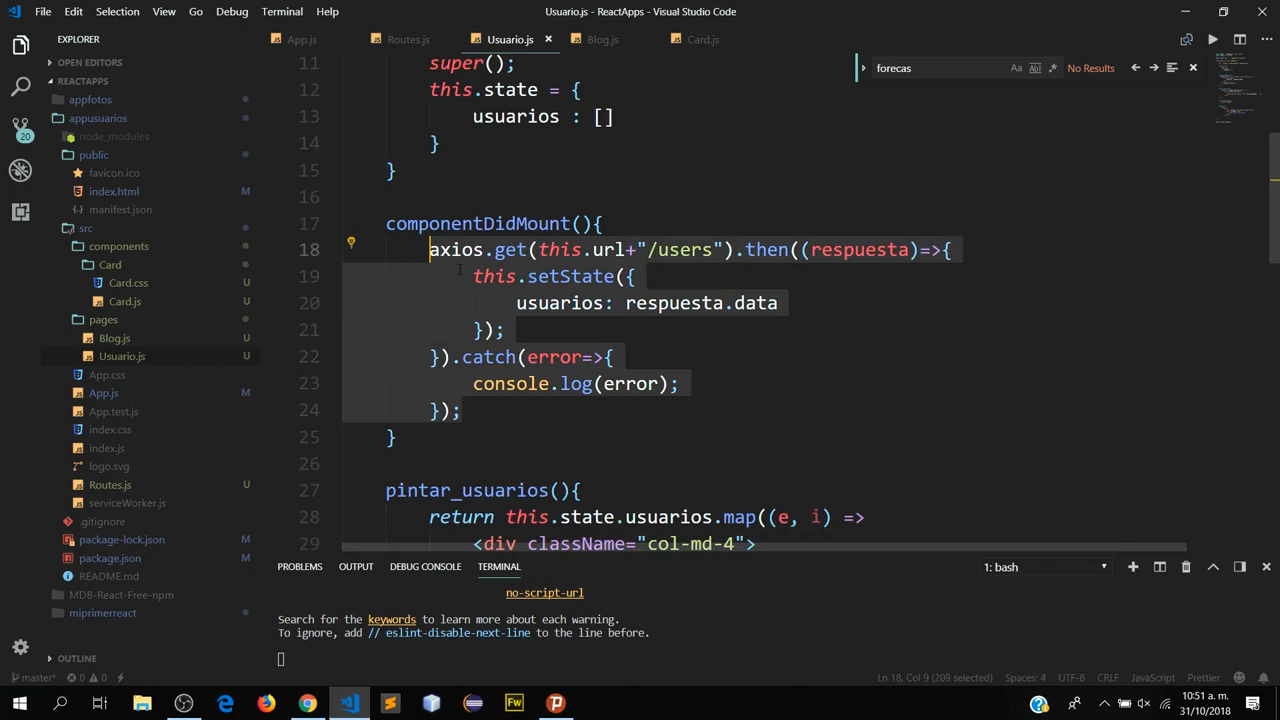 File Edit Selection View Go Debug Terminal Help
Usuario.js - ReactApps - Visual Studio Code
EXPLORER
App.js
Routes.js
Usuario.js
Blog.js
Card.js
OPEN EDITORS
REACTAPPS
appfotos
appusuarios
node_modules
public
favicon.ico
index.html M
manifest.json
src
components
Card
Card.css U
Card.js U
pages
Blog.js U
Usuario.js U
App.css
App.js M
App.test.js
index.css
index.js
logo.svg
Routes.js U
serviceWorker.js
.gitignore
package-lock.json M
package.json M
README.md
MDB-React-Free-npm
miprimerreact
OUTLINE
20
forecas
Aa
Abl
No Results
11 super();
12 this.state = {
13 usuarios : []
14 }
15 }
16
17 componentDidMount(){
18 axios.get(this.url+"/users").then((respuesta)=>{
19 this.setState({
20 usuarios: respuesta.data
21 });
22 }).catch(error=>{
23 console.log(error);
24 });
25 }
26
27 pintar_usuarios(){
28 return this.state.usuarios.map((e, i) =>
29 <div className="col-md-4">
PROBLEMS OUTPUT DEBUG CONSOLE TERMINAL
1: bash
no-script-url
Search for the keywords to learn more about each warning.
To ignore, add // eslint-disable-next-line to the line before.
master* 0 0
Ln 18, Col 9 (209 selected) Spaces: 4 UTF-8 CRLF JavaScript Prettier
Fw
10:51 a. m.
31/10/2018